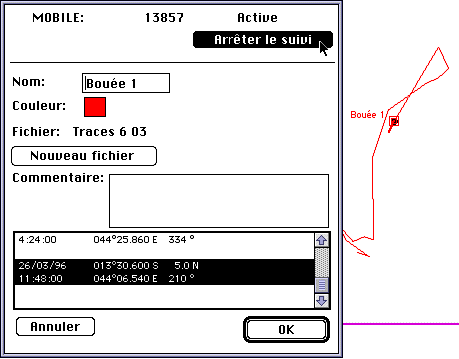 MOBILE: 13857 Active
Arrêter le suivi
Nom: Bouée 1
Couleur:
Fichier: Traces 6 03
Nouveau fichier
Commentaire:
4:24:00 044°25.860 E 334 °
26/03/96 013°30.600 S 5.0 N
11:48:00 044°06.540 E 210 °
Annuler
OK
Bouée 1